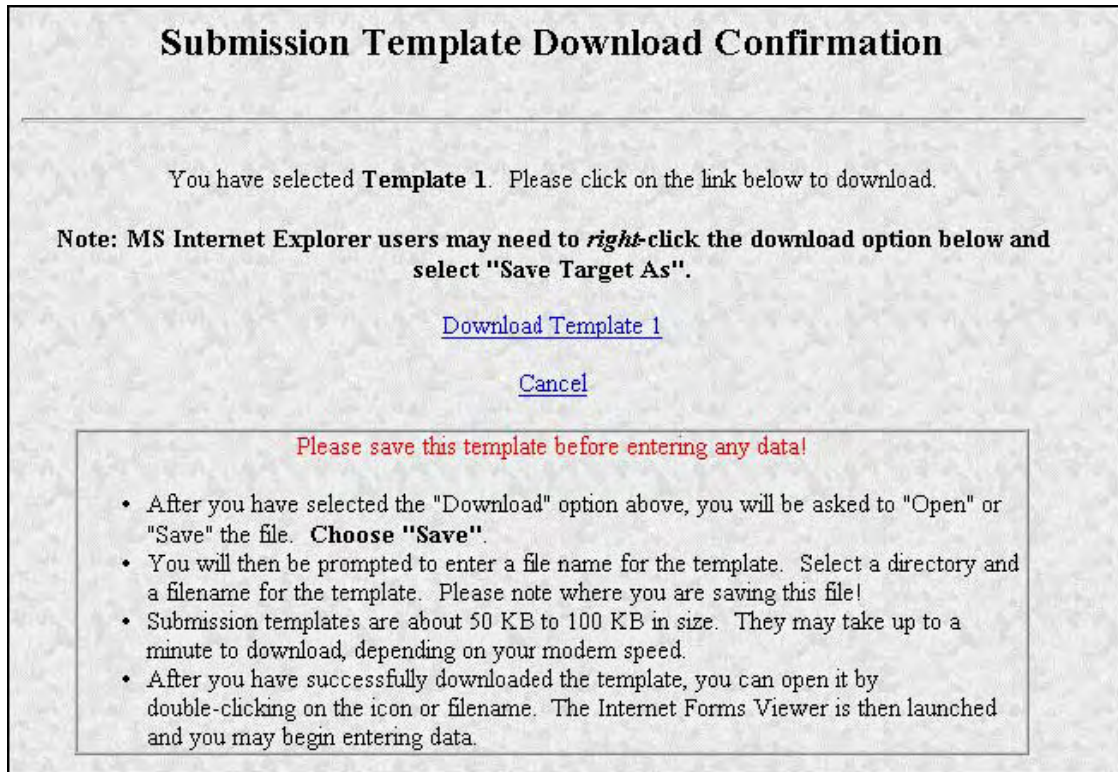 Submission Template Download Confirmation
You have selected Template 1. Please click on the link below to download.
Note: MS Internet Explorer users may need to right-click the download option below and
select "Save Target As".
Download Template 1
Cancel
Please save this template before entering any data!
• After you have selected the "Download" option above, you will be asked to "Open" or
"Save" the file. Choose "Save".
• You will then be prompted to enter a file name for the template. Select a directory and
a filename for the template. Please note where you are saving this file!
• Submission templates are about 50 KB to 100 KB in size. They may take up to a
minute to download, depending on your modem speed.
• After you have successfully downloaded the template, you can open it by
double-clicking on the icon or filename. The Internet Forms Viewer is then launched
and you may begin entering data.